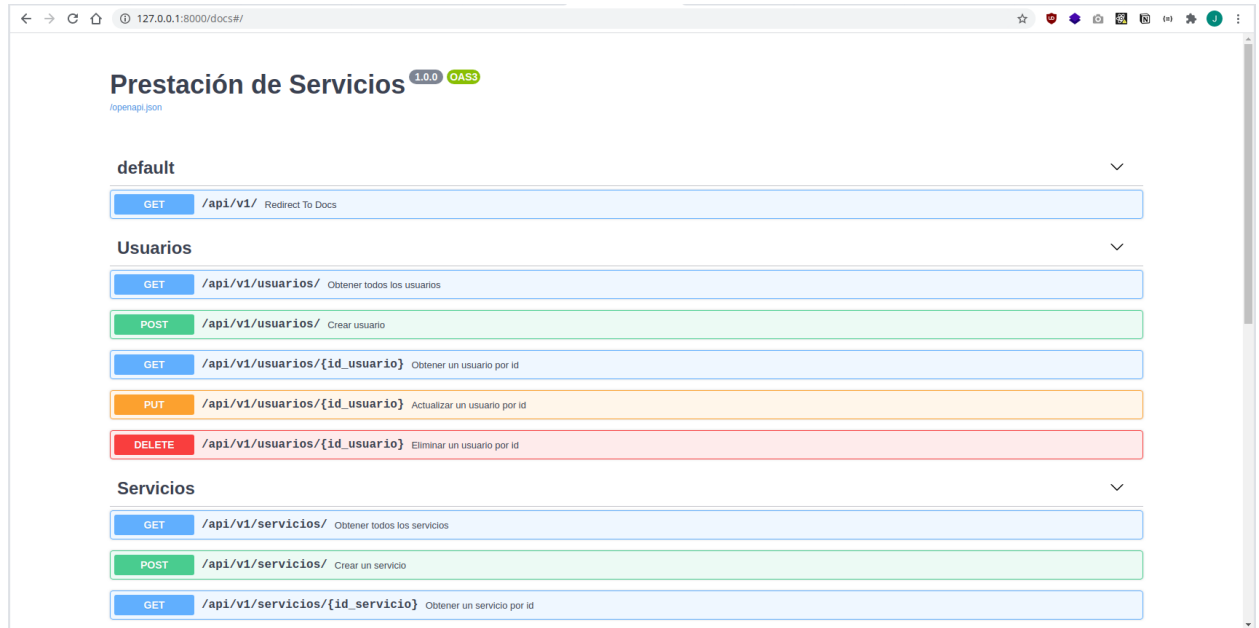 127.0.0.1:8000/docs#/
J
Prestación de Servicios 1.0.0 OAS3
/openapi.json
default
GET /api/v1/ Redirect To Docs
Usuarios
GET /api/v1/usuarios/ Obtener todos los usuarios
POST /api/v1/usuarios/ Crear usuario
GET /api/v1/usuarios/{id_usuario} Obtener un usuario por id
PUT /api/v1/usuarios/{id_usuario} Actualizar un usuario por id
DELETE /api/v1/usuarios/{id_usuario} Eliminar un usuario por id
Servicios
GET /api/v1/servicios/ Obtener todos los servicios
POST /api/v1/servicios/ Crear un servicio
GET /api/v1/servicios/{id_servicio} Obtener un servicio por id